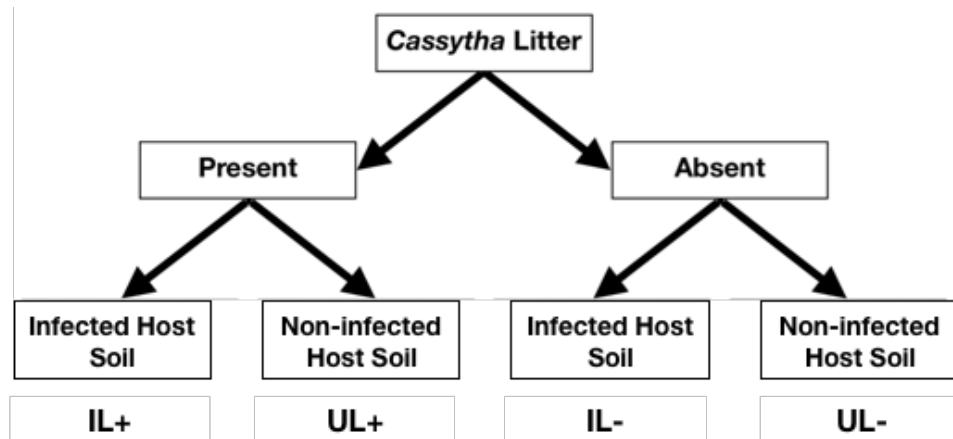 Cassytha Litter
Present
Absent
Infected Host
Soil
Non-infected
Host Soil
Infected Host
Soil
Non-infected
Host Soil
IL+
UL+
IL-
UL-